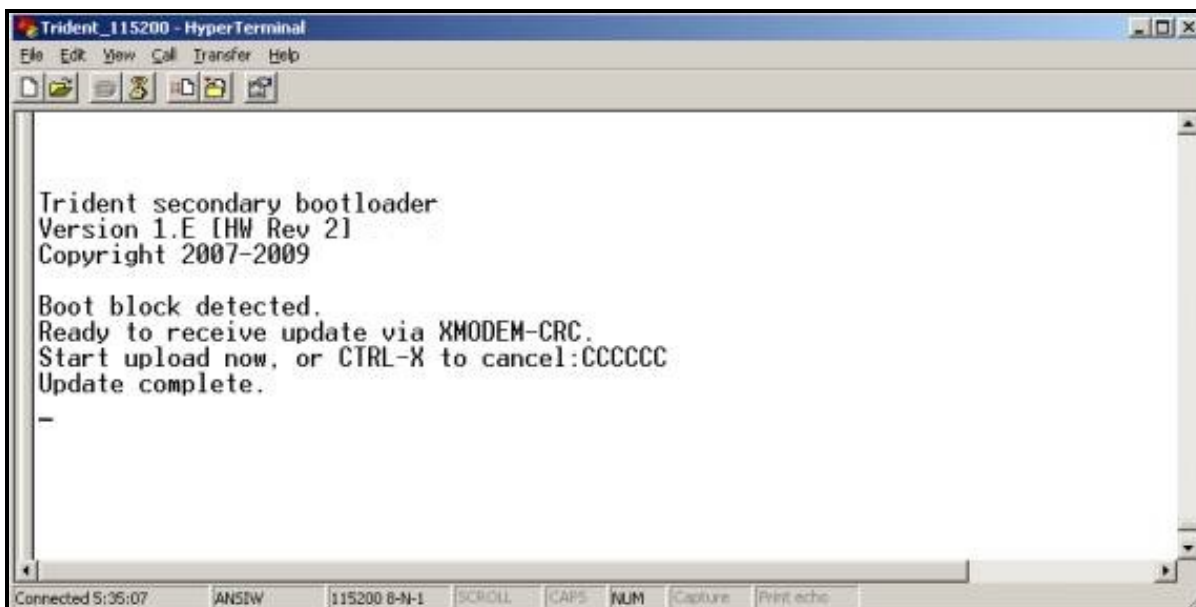 Trident_115200 - HyperTerminal
File Edit View Call Transfer Help
Trident secondary bootloader
Version 1.E [HW Rev 2]
Copyright 2007-2009
Boot block detected.
Ready to receive update via XMODEM-CRC.
Start upload now, or CTRL-X to cancel:CCCCCC
Update complete.
Connected 5:35:07 ANSIW 115200 8-N-1 SCROLL CAPS NUM Capture Print echo